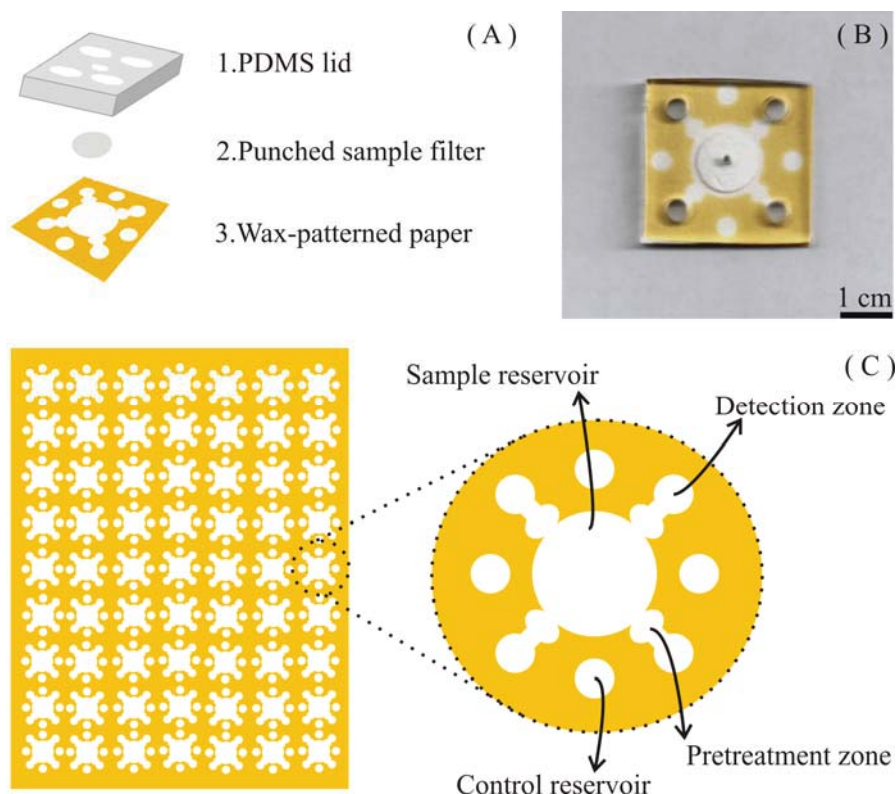 ( A )
1.PDMS lid
2.Punched sample filter
3.Wax-patterned paper
( B )
1 cm
( C )
Sample reservoir
Detection zone
Pretreatment zone
Control reservoir